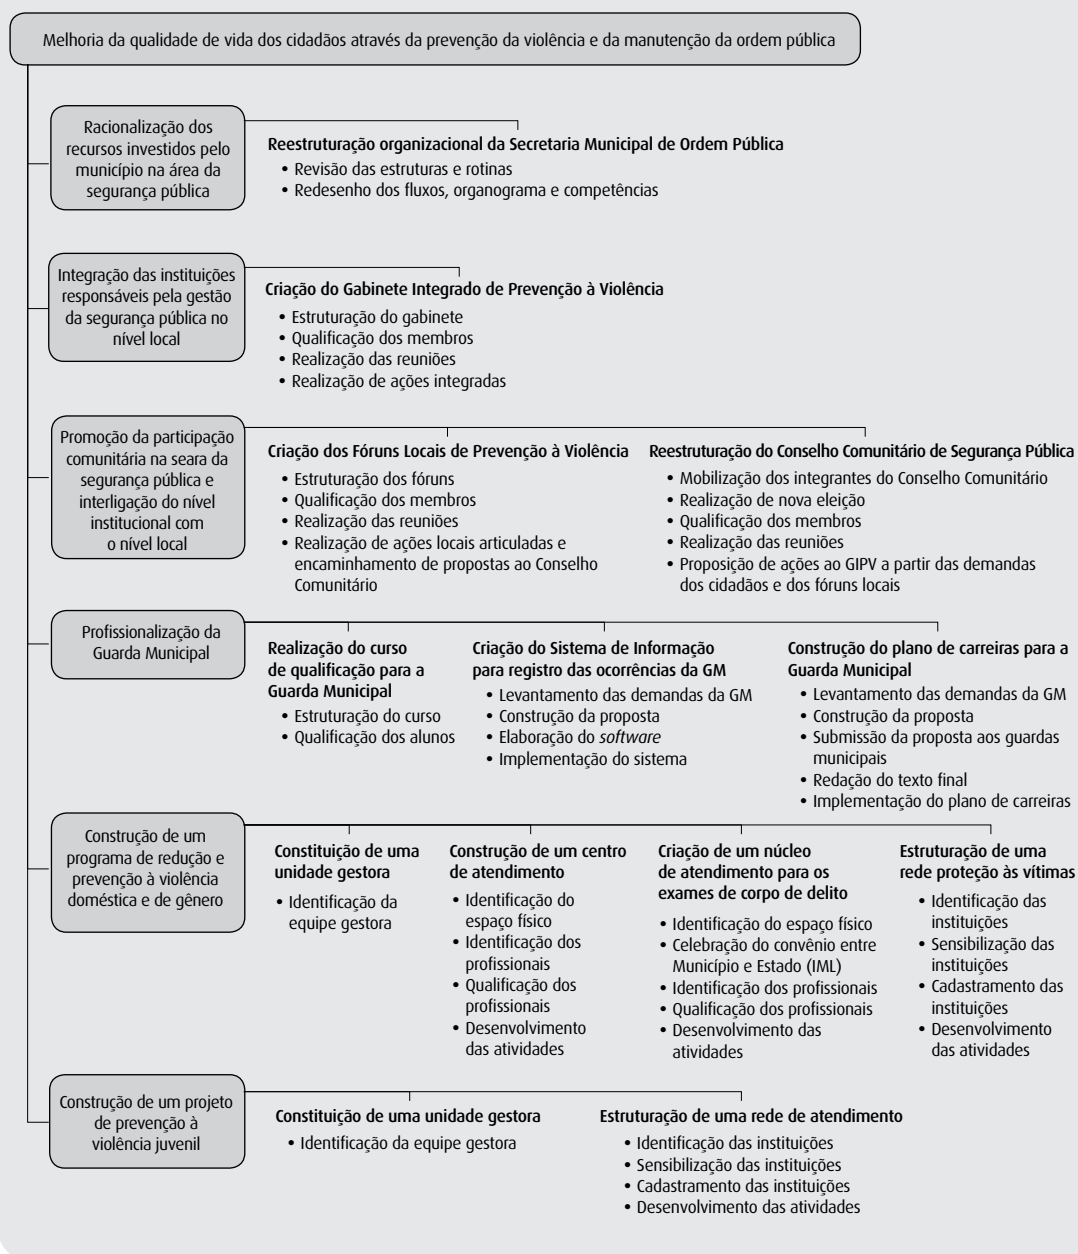 Melhoria da qualidade de vida dos cidadãos através da prevenção da violência e da manutenção da ordem pública
Racionalização dos
recursos investidos pelo
município na área da
segurança pública
Reestruturação organizacional da Secretaria Municipal de Ordem Pública
• Revisão das estruturas e rotinas
• Redesenho dos fluxos, organograma e competências
Integração das instituições
responsáveis pela gestão
da segurança pública no
nível local
Criação do Gabinete Integrado de Prevenção à Violência
• Estruturação do gabinete
• Qualificação dos membros
• Realização das reuniões
• Realização de ações integradas
Promoção da participação
comunitária na seara da
segurança pública e
interligação do nível
institucional com
o nível local
Criação dos Fóruns Locais de Prevenção à Violência
• Estruturação dos fóruns
• Qualificação dos membros
• Realização das reuniões
• Realização de ações locais articuladas e
encaminhamento de propostas ao Conselho
Comunitário
Reestruturação do Conselho Comunitário de Segurança Pública
• Mobilização dos integrantes do Conselho Comunitário
• Realização de nova eleição
• Qualificação dos membros
• Realização das reuniões
• Proposição de ações ao GIPV a partir das demandas
dos cidadãos e dos fóruns locais
Profissionalização da
Guarda Municipal
Realização do curso
de qualificação para a
Guarda Municipal
• Estruturação do curso
• Qualificação dos alunos
Criação do Sistema de Informação
para registro das ocorrências da GM
• Levantamento das demandas da GM
• Construção da proposta
• Elaboração do software
• Implementação do sistema
Construção do plano de carreiras para a
Guarda Municipal
• Levantamento das demandas da GM
• Construção da proposta
• Submissão da proposta aos guardas
municipais
• Redação do texto final
• Implementação do plano de carreiras
Construção de um
programa de redução e
prevenção à violência
doméstica e de gênero
Constituição de uma
unidade gestora
• Identificação da
equipe gestora
Construção de um centro
de atendimento
• Identificação do
espaço físico
• Identificação dos
profissionais
• Qualificação dos
profissionais
• Desenvolvimento
das atividades
Criação de um núcleo
de atendimento para os
exames de corpo de delito
• Identificação do espaço físico
• Celebração do convênio entre
Município e Estado (IML)
• Identificação dos profissionais
• Qualificação dos profissionais
• Desenvolvimento das
atividades
Estruturação de uma
rede proteção às vítimas
• Identificação das
instituições
• Sensibilização das
instituições
• Cadastramento das
instituições
• Desenvolvimento
das atividades
Construção de um projeto
de prevenção à
violência juvenil
Constituição de uma unidade gestora
• Identificação da equipe gestora
Estruturação de uma rede de atendimento
• Identificação das instituições
• Sensibilização das instituições
• Cadastramento das instituições
• Desenvolvimento das atividades